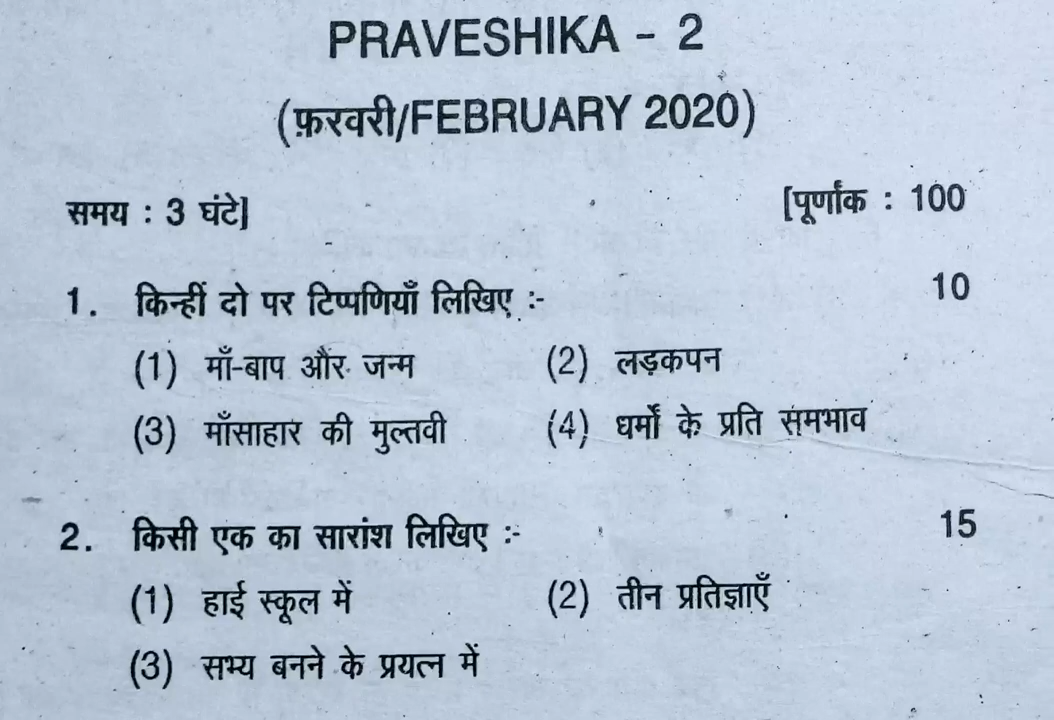 PRAVESHIKA - 2
(फ़रवरी/FEBRUARY 2020)
समय : 3 घंटे] [पूर्णांक : 100
1. किन्हीं दो पर टिप्पणियाँ लिखिए :- 10
(1) माँ-बाप और जन्म (2) लड़कपन
(3) माँसाहार की मुल्तवी (4) धर्मों के प्रति समभाव
2. किसी एक का सारांश लिखिए :- 15
(1) हाई स्कूल में (2) तीन प्रतिज्ञाएँ
(3) सभ्य बनने के प्रयत्न में